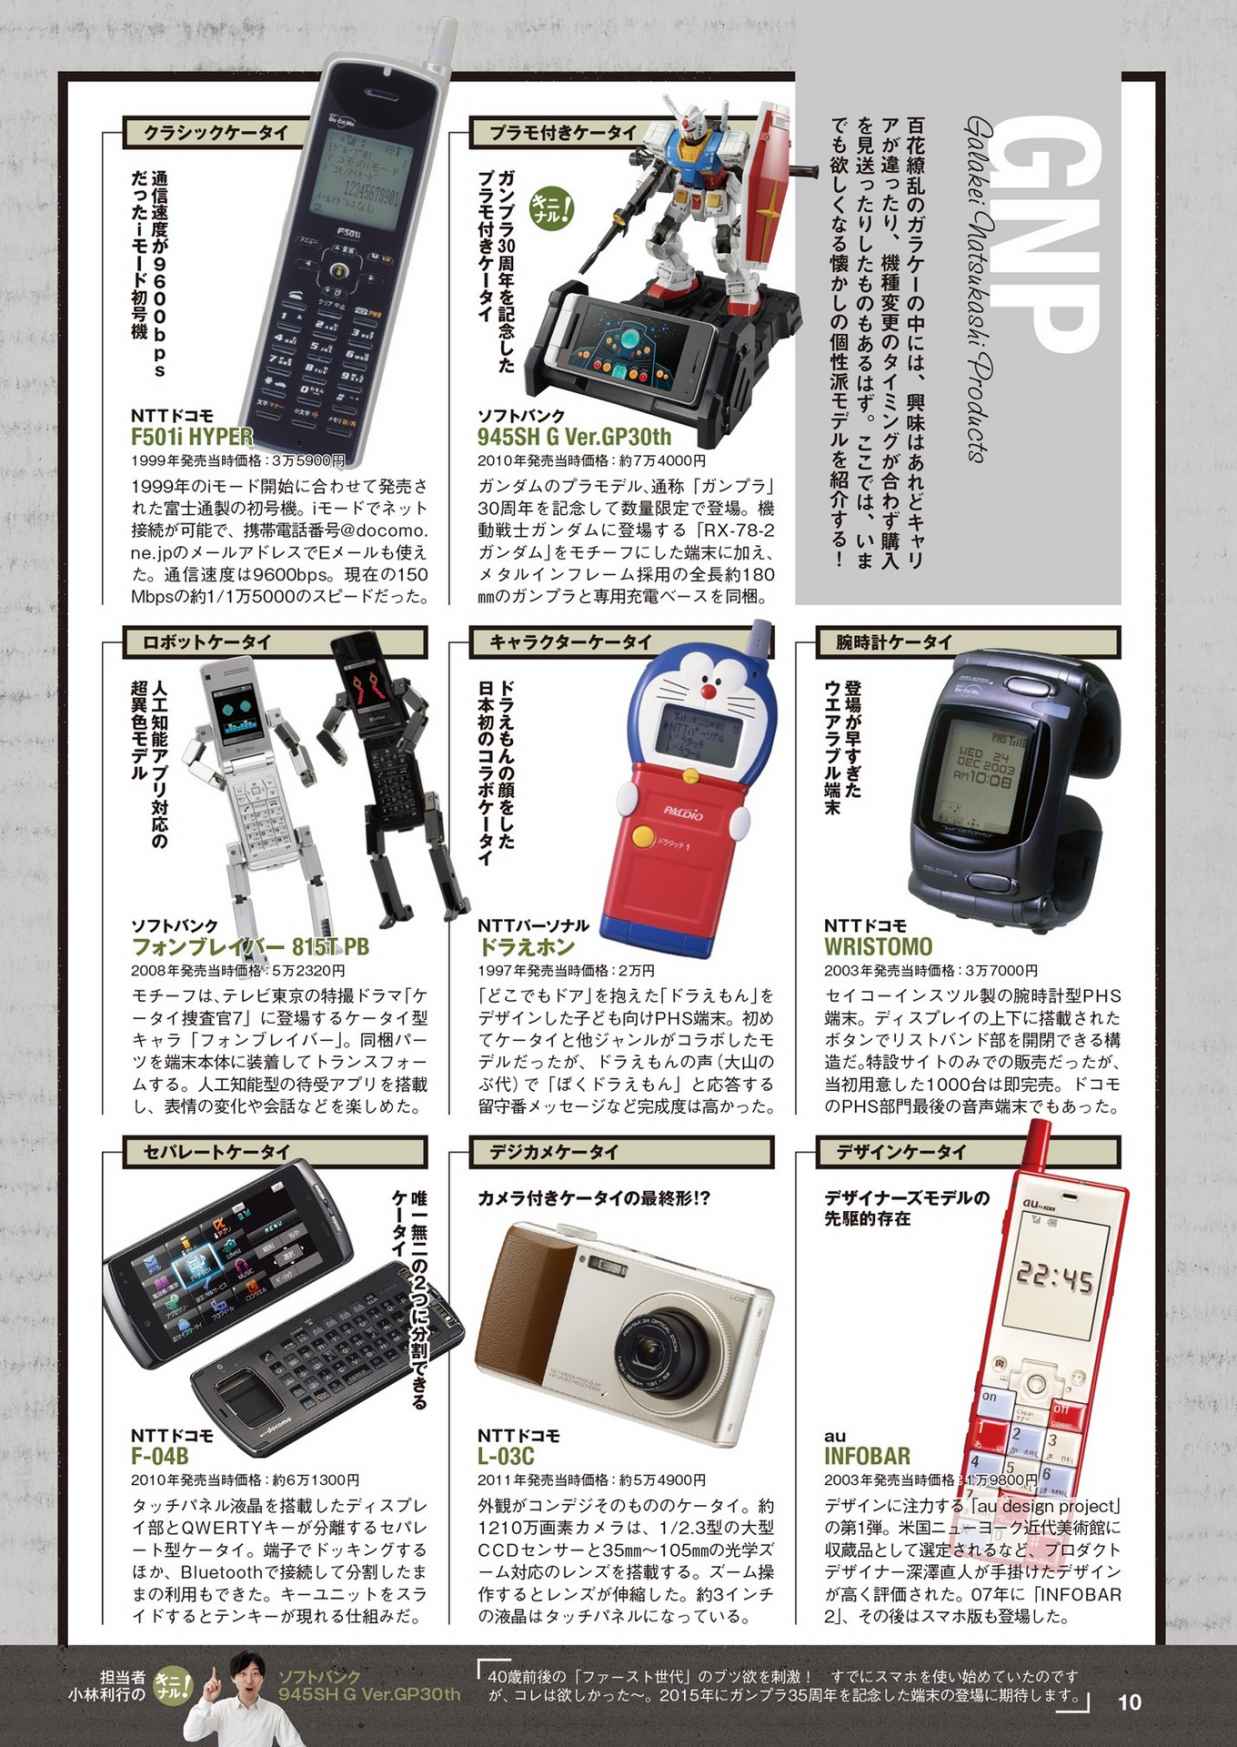 GNP
Galakei Natsukashi Products
百花繚乱のガラケーの中には、興味はあれどキャリ
アが違ったり、機種変更のタイミングが合わず購入
を見送ったりしたものもあるはず。ここでは、いま
でも欲しくなる懐かしの個性派モデルを紹介する！
クラシックケータイ
通信速度が9600bps
だったiモード初号機
F501i
12345678901
NTTドコモ
F501i HYPER
1999年発売当時価格：3万5900円
1999年のiモード開始に合わせて発売さ
れた富士通製の初号機。iモードでネット
接続が可能で、携帯電話番号@docomo.
ne.jpのメールアドレスでEメールも使え
た。通信速度は9600bps。現在の150
Mbpsの約1/1万5000のスピードだった。
プラモ付きケータイ
ガンプラ30周年を記念した
プラモ付きケータイ
キニ
ナル！
ソフトバンク
945SH G Ver.GP30th
2010年発売当時価格：約7万4000円
ガンダムのプラモデル、通称「ガンプラ」
30周年を記念して数量限定で登場。機
動戦士ガンダムに登場する「RX-78-2
ガンダム」をモチーフにした端末に加え、
メタルインフレーム採用の全長約180
㎜のガンプラと専用充電ベースを同梱。
ロボットケータイ
人工知能アプリ対応の
超異色モデル
ソフトバンク
フォンブレイバー 815T PB
2008年発売当時価格：5万2320円
モチーフは、テレビ東京の特撮ドラマ「ケ
ータイ捜査官7」に登場するケータイ型
キャラ「フォンブレイバー」。同梱パー
ツを端末本体に装着してトランスフォー
ムする。人工知能型の待受アプリを搭載
し、表情の変化や会話などを楽しめた。
キャラクターケータイ
ドラえもんの顔をした
日本初のコラボケータイ
PALDIO
ドラタッチ 1
NTTパーソナル
ドラえホン
1997年発売当時価格：2万円
「どこでもドア」を抱えた「ドラえもん」を
デザインした子ども向けPHS端末。初め
てケータイと他ジャンルがコラボしたモ
デルだったが、ドラえもんの声（大山の
ぶ代）で「ぼくドラえもん」と応答する
留守番メッセージなど完成度は高かった。
腕時計ケータイ
登場が早すぎた
ウエアラブル端末
WED 24
DEC 2003
AM10:08
NTTドコモ
WRISTOMO
2003年発売当時価格：3万7000円
セイコーインスツル製の腕時計型PHS
端末。ディスプレイの上下に搭載された
ボタンでリストバンド部を開閉できる構
造だ。特設サイトのみでの販売だったが、
当初用意した1000台は即完売。ドコモ
のPHS部門最後の音声端末でもあった。
セパレートケータイ
唯一無二の2つに分割できる
ケータイ
docomo
NTTドコモ
F-04B
2010年発売当時価格：約6万1300円
タッチパネル液晶を搭載したディスプレ
イ部とQWERTYキーが分離するセパレ
ート型ケータイ。端子でドッキングする
ほか、Bluetoothで接続して分割したま
まの利用もできた。キーユニットをスラ
イドするとテンキーが現れる仕組みだ。
デジカメケータイ
カメラ付きケータイの最終形!?
L-03C
NTTドコモ
L-03C
2011年発売当時価格：約5万4900円
外観がコンデジそのもののケータイ。約
1210万画素カメラは、1/2.3型の大型
CCDセンサーと35㎜～105㎜の光学ズ
ーム対応のレンズを搭載する。ズーム操
作するとレンズが伸縮した。約3インチ
の液晶はタッチパネルになっている。
デザインケータイ
デザイナーズモデルの
先駆的存在
au
22:45
on
off
1
2
3
4
5
6
7
au
INFOBAR
2003年発売当時価格：1万9800円
デザインに注力する「au design project」
の第1弾。米国ニューヨーク近代美術館に
収蔵品として選定されるなど、プロダクト
デザイナー深澤直人が手掛けたデザイン
が高く評価された。07年に「INFOBAR
2」、その後はスマホ版も登場した。
担当者
小林利行の
キニ
ナル！
ソフトバンク
945SH G Ver.GP30th
「40歳前後の「ファースト世代」のブツ欲を刺激！　すでにスマホを使い始めていたのです
が、コレは欲しかった～。2015年にガンプラ35周年を記念した端末の登場に期待します。」
10